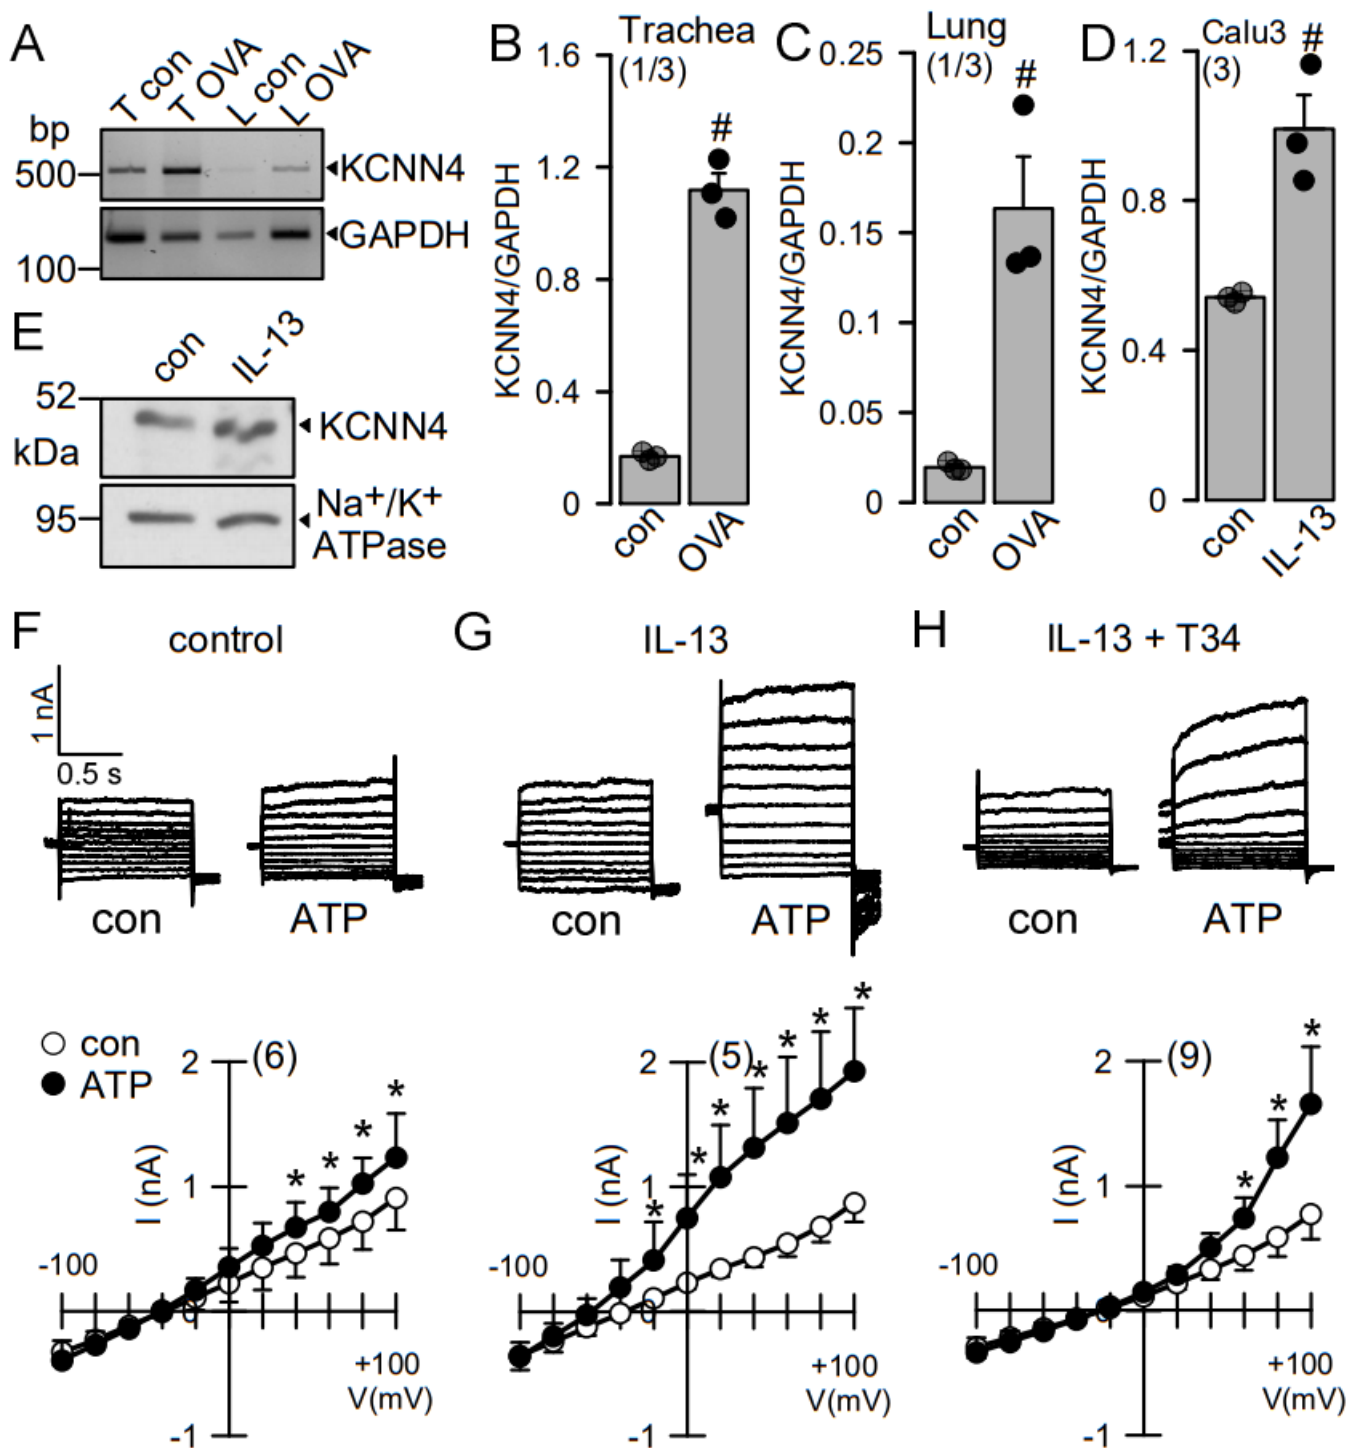 A
T con
T OVA
L con
L OVA
bp
500
KCNN4
GAPDH
100
B
Trachea
(1/3)
1.6
1.2
0.8
0.4
0
KCNN4/GAPDH
#
con
OVA
C
Lung
(1/3)
0.25
0.2
0.15
0.1
0.05
0
KCNN4/GAPDH
#
con
OVA
D
Calu3
(3)
1.2
0.8
0.4
0
KCNN4/GAPDH
#
con
IL-13
E
con
IL-13
52
kDa
KCNN4
95
Na+/K+
ATPase
F
control
1 nA
0.5 s
con
ATP
G
IL-13
con
ATP
H
IL-13 + T34
con
ATP
con
ATP
2
(6)
* * * *
1
I (nA)
-100
0
+100
V(mV)
-1
2
(5)
* * * * * * *
1
I (nA)
-100
0
+100
V(mV)
-1
2
(9)
* * *
1
I (nA)
-100
0
+100
V(mV)
-1